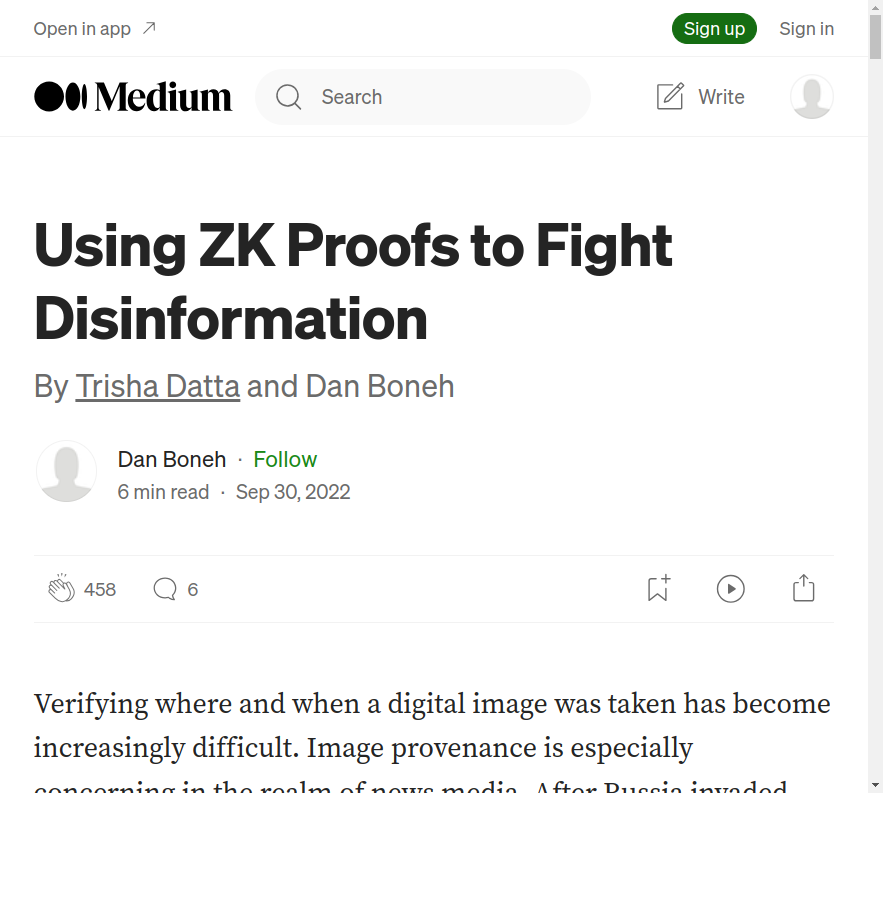 Open in app
Sign up
Sign in
Medium
Search
Write
Using ZK Proofs to Fight
Disinformation
By Trisha Datta and Dan Boneh
Dan Boneh · Follow
6 min read · Sep 30, 2022
458
6
Verifying where and when a digital image was taken has become
increasingly difficult. Image provenance is especially
concerning in the realm of news media. After Russia invaded